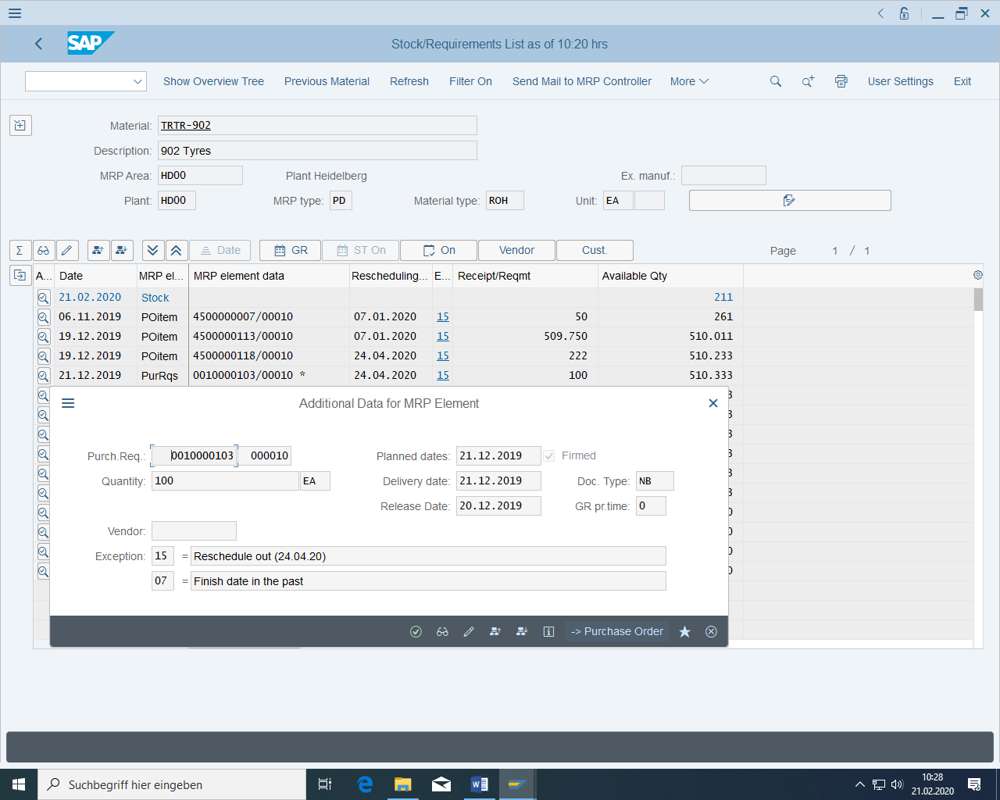 SAP
Stock/Requirements List as of 10:20 hrs
Show Overview Tree Previous Material Refresh Filter On Send Mail to MRP Controller More User Settings Exit
Material: TRTR-902
Description: 902 Tyres
MRP Area: HD00 Plant Heidelberg Ex. manuf.:
Plant: HD00 MRP type: PD Material type: ROH Unit: EA
Σ Date GR ST On On Vendor Cust. Page 1 / 1
A... Date MRP el... MRP element data Rescheduling... E... Receipt/Reqmt Available Qty
21.02.2020 Stock 211
06.11.2019 POitem 4500000007/00010 07.01.2020 15 50 261
19.12.2019 POitem 4500000113/00010 07.01.2020 15 509.750 510.011
19.12.2019 POitem 4500000118/00010 24.04.2020 15 222 510.233
21.12.2019 PurRqs 0010000103/00010 * 24.04.2020 15 100 510.333
Additional Data for MRP Element
Purch.Req.: 0010000103 000010 Planned dates: 21.12.2019 Firmed
Quantity: 100 EA Delivery date: 21.12.2019 Doc. Type: NB
Release Date: 20.12.2019 GR pr.time: 0
Vendor:
Exception: 15 = Reschedule out (24.04.20)
07 = Finish date in the past
-> Purchase Order
Suchbegriff hier eingeben
10:28
21.02.2020